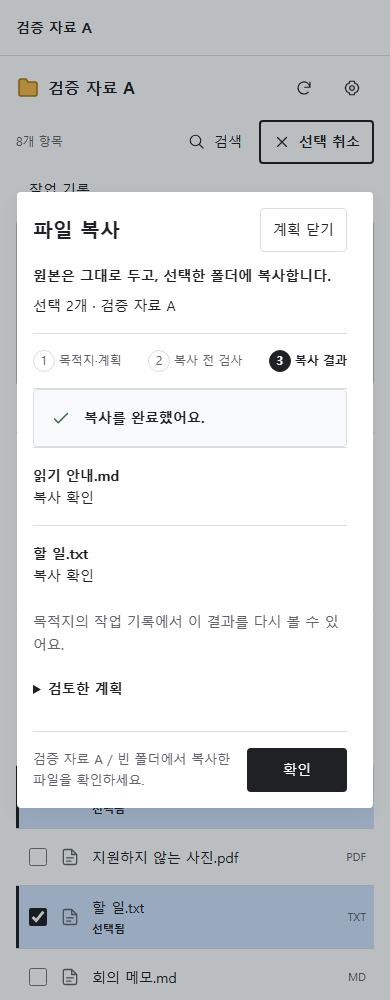 검증 자료 A
검증 자료 A
8개 항목
검색
선택 취소
작업 기록
파일 복사
계획 닫기
원본은 그대로 두고, 선택한 폴더에 복사합니다.
선택 2개 · 검증 자료 A
1 목적지·계획
2 복사 전 검사
3 복사 결과
복사를 완료했어요.
읽기 안내.md
복사 확인
할 일.txt
복사 확인
목적지의 작업 기록에서 이 결과를 다시 볼 수 있
어요.
검토한 계획
검증 자료 A / 빈 폴더에서 복사한
파일을 확인하세요.
확인
선택됨
지원하지 않는 사진.pdf
PDF
할 일.txt
TXT
선택됨
회의 메모.md
MD